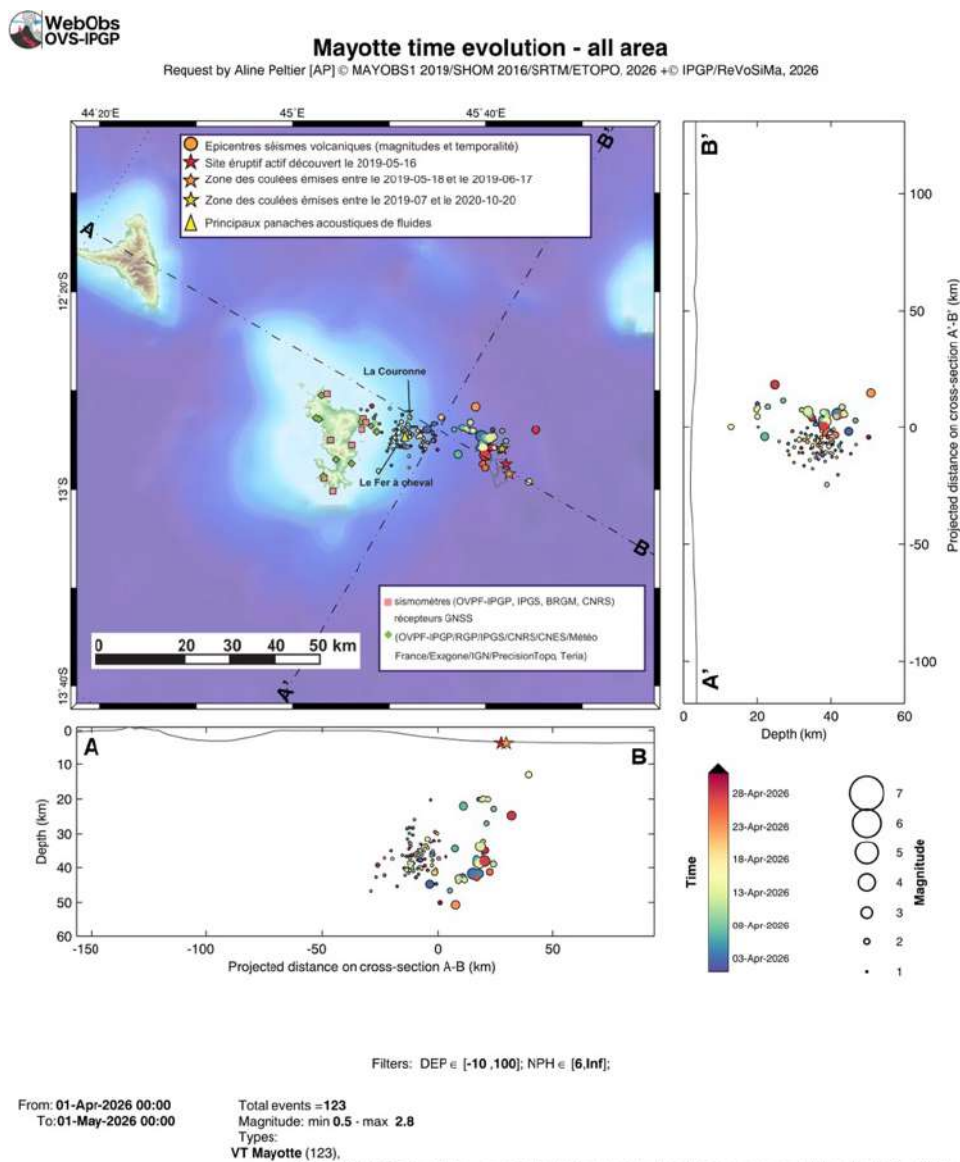 WebObs
OVS-IPGP
Mayotte time evolution - all area
Request by Aline Peltier [AP] © MAYOBS1 2019/SHOM 2016/SRTM/ETOPO, 2026 +© IPGP/ReVoSiMa, 2026
44˚20'E
45˚E
45˚40'E
Epicentres séismes volcaniques (magnitudes et temporalité)
Site éruptif actif découvert le 2019-05-16
Zone des coulées émises entre le 2019-05-18 et le 2019-06-17
Zone des coulées émises entre le 2019-07 et le 2020-10-20
Principaux panaches acoustiques de fluides
A
B'
12˚20'S
13˚S
13˚40'S
La Couronne
Le Fer à cheval
B
A'
0 10 20 30 40 50 km
sismomètres (OVPF-IPGP, IPGS, BRGM, CNRS)
récepteurs GNSS
(OVPF-IPGP/RGP/IPGS/CNRS/CNES/Météo
France/Exagone/IGN/PrecisionTopo, Teria)
B'
A'
100
50
0
-50
-100
Projected distance on cross-section A'-B' (km)
0 20 40 60
Depth (km)
A
B
0
10
20
30
40
50
60
Depth (km)
-150 -100 -50 0 50
Projected distance on cross-section A-B (km)
Time
28-Apr-2026
23-Apr-2026
18-Apr-2026
13-Apr-2026
08-Apr-2026
03-Apr-2026
7
6
5
4
3
2
1
Magnitude
Filters: DEP ∈ [-10 ,100]; NPH ∈ [6,Inf];
From: 01-Apr-2026 00:00
To:01-May-2026 00:00
Total events =123
Magnitude: min 0.5 - max 2.8
Types:
VT Mayotte (123),